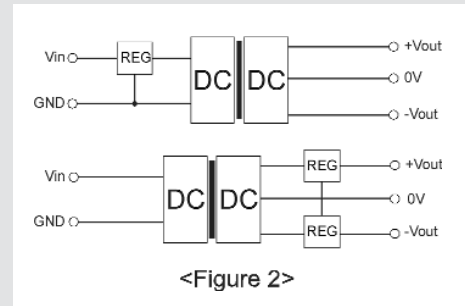 Vin REG DC DC +Vout
0V
GND -Vout
Vin DC DC REG +Vout
0V
GND REG -Vout
<Figure 2>